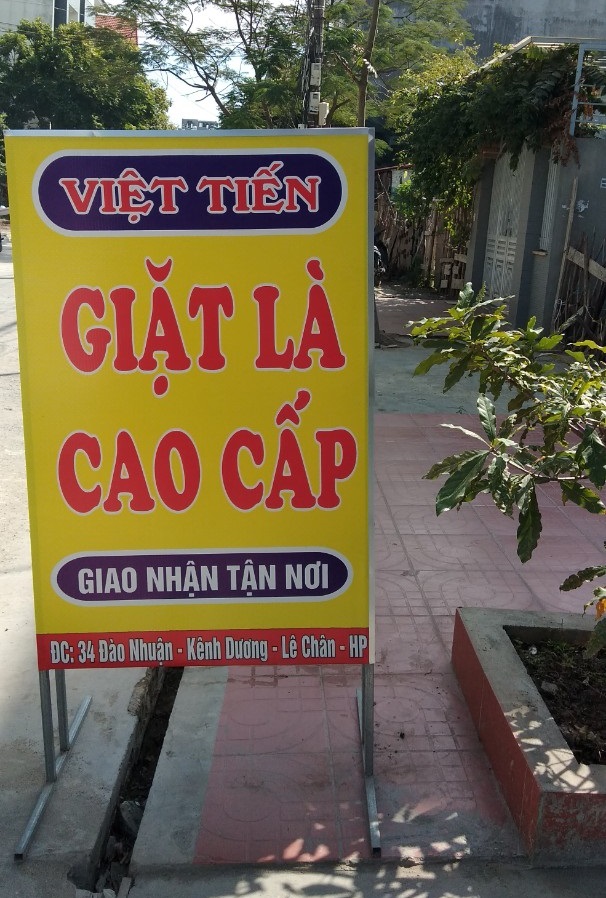 VIỆT TIẾN
GIẶT LÀ
CAO CẤP
GIAO NHẬN TẬN NƠI
ĐC: 34 Đào Nhuận - Kênh Dương - Lê Chân - HP